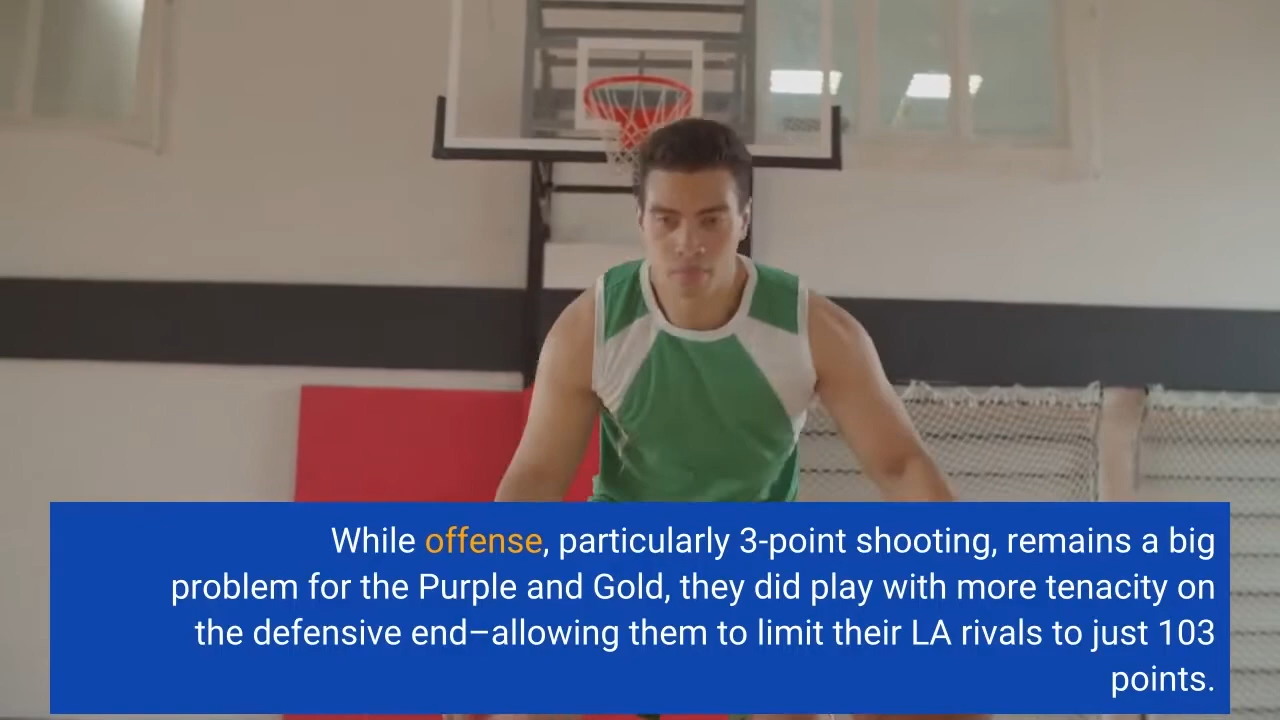 While offense, particularly 3-point shooting, remains a big
problem for the Purple and Gold, they did play with more tenacity on
the defensive end–allowing them to limit their LA rivals to just 103
points.